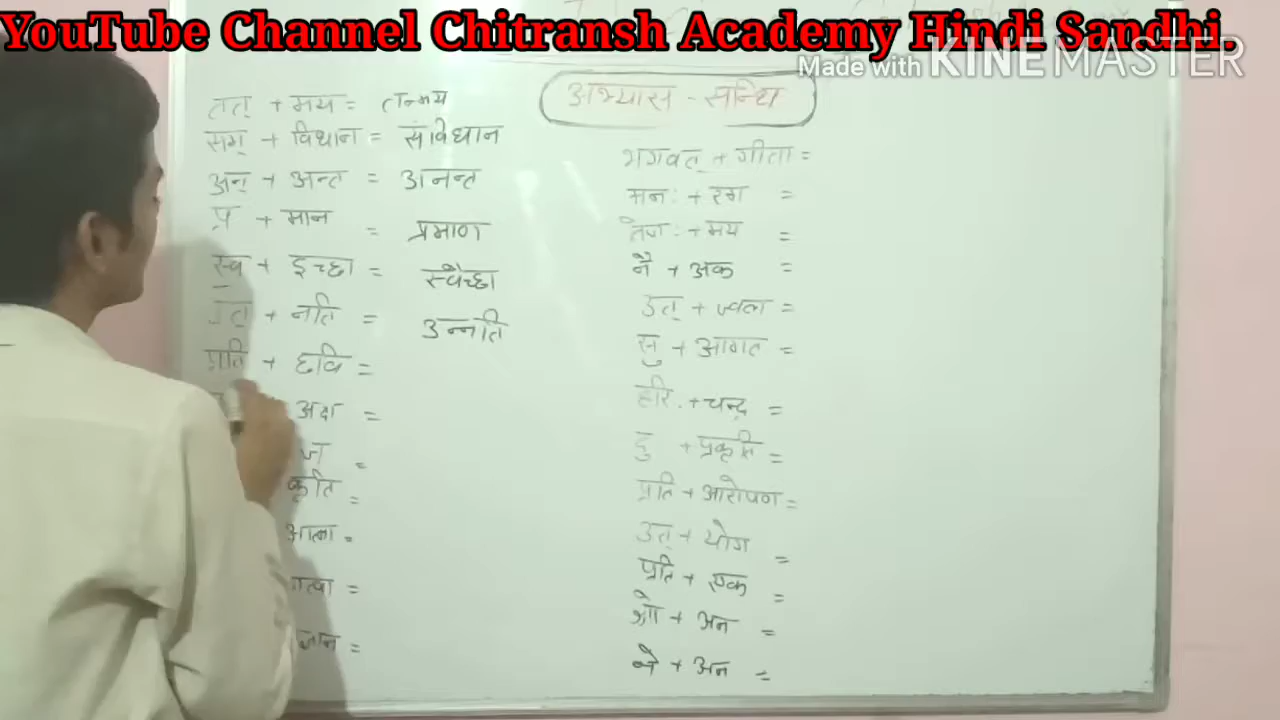 YouTube Channel Chitransh Academy Hindi Sandhi.
Made with KINEMASTER
अभ्यास - सन्धि
तत् + मय = तन्मय
सम् + विधान = संविधान
अन् + अन्त = अनन्त
प्र + मान = प्रमाण
स्व + इच्छा = स्वैच्छा
उत् + नति = उन्नति
प्रति + छवि =
अक्ष =
कृति =
आत्मा =
ज्ञान =
भगवत् + गीता =
मन: + रम =
तेज: + मय =
नै + अक =
उत् + ज्वल =
सु + आगत =
हरि: + चन्द्र =
दु + प्रकृति =
प्रति + आरोपण =
उत् + योग =
प्रति + एक =
शे + अन =
ने + अन =